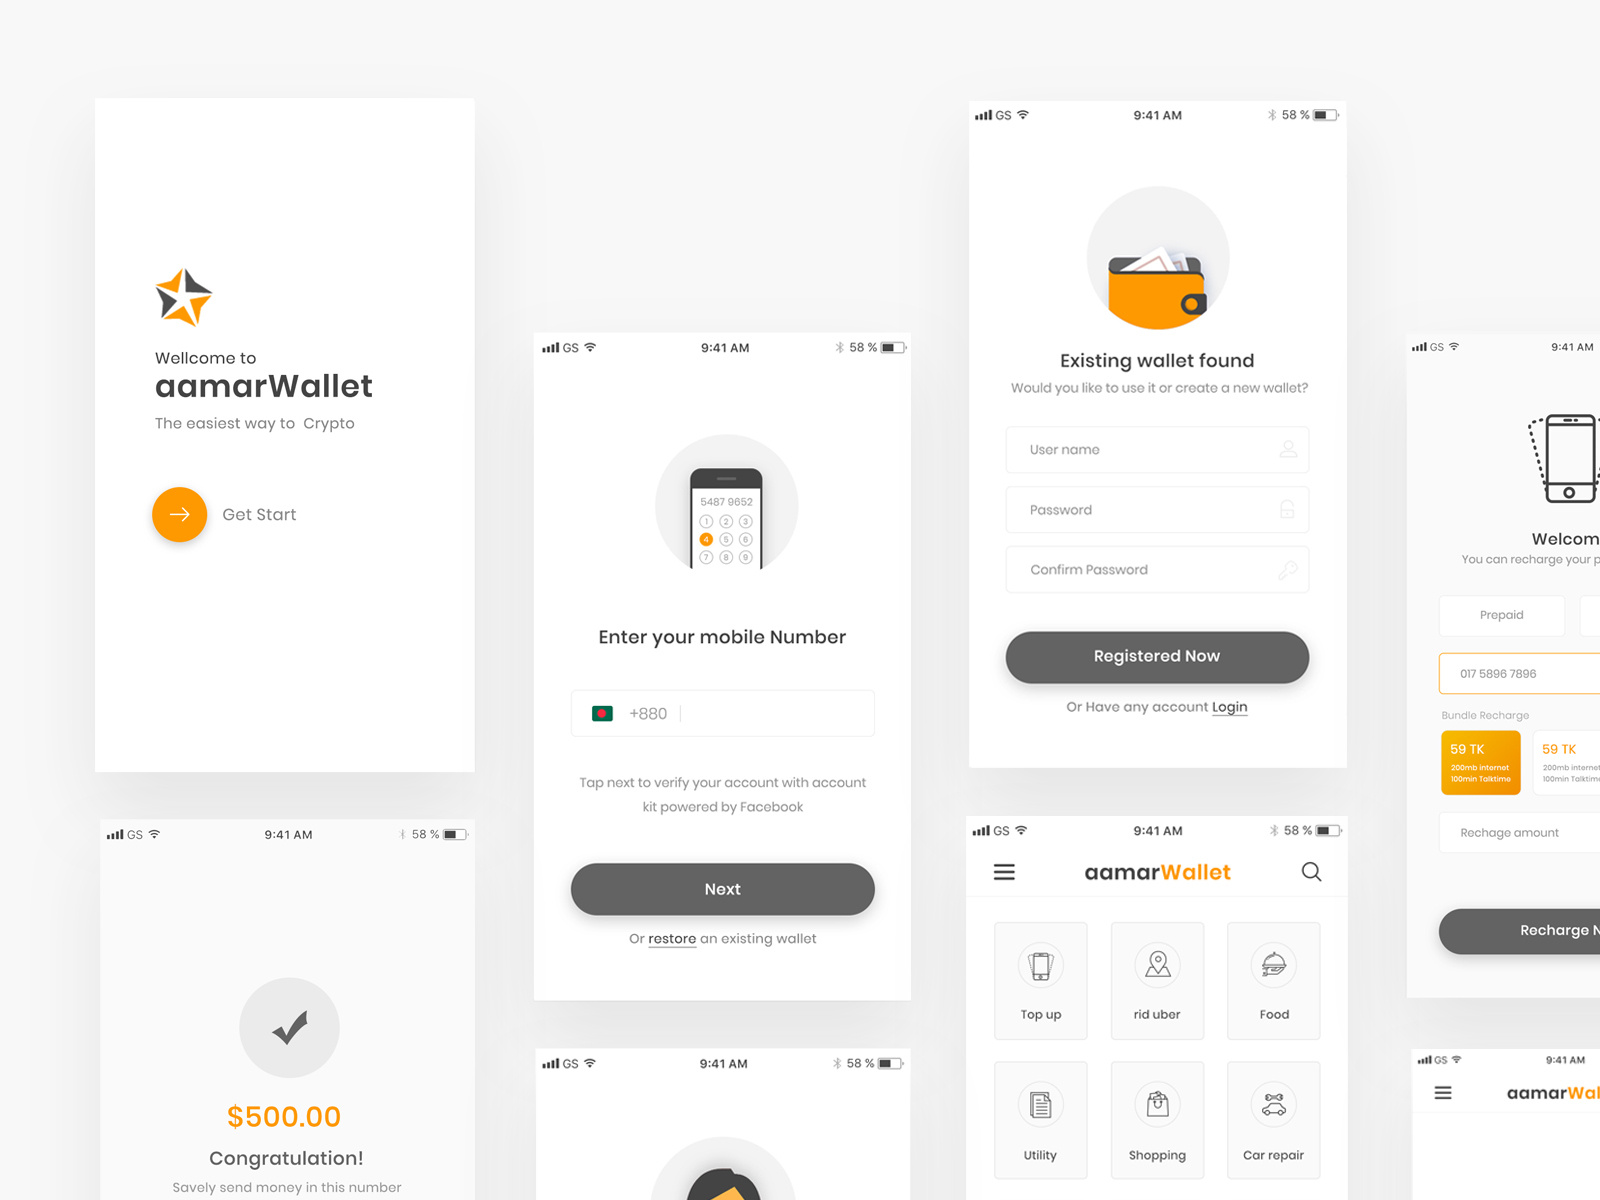 Wellcome to
aamarWallet
The easiest way to Crypto
Get Start
GS 9:41 AM 58 %
$500.00
Congratulation!
Savely send money in this number
GS 9:41 AM 58 %
5487 9652
1 2 3
4 5 6
7 8 9
Enter your mobile Number
+880
Tap next to verify your account with account
kit powered by Facebook
Next
Or restore an existing wallet
GS 9:41 AM 58 %
GS 9:41 AM 58 %
Existing wallet found
Would you like to use it or create a new wallet?
User name
Password
Confirm Password
Registered Now
Or Have any account Login
GS 9:41 AM 58 %
aamarWallet
Top up rid uber Food
Utility Shopping Car repair
GS 9:41 AM
Welcom
You can recharge your p
Prepaid
017 5896 7896
Bundle Recharge
59 TK 59 TK
200mb internet 200mb internet
100min Talktime 100min Talktime
Rechage amount
Recharge N
GS 9:41 AM
aamarWal